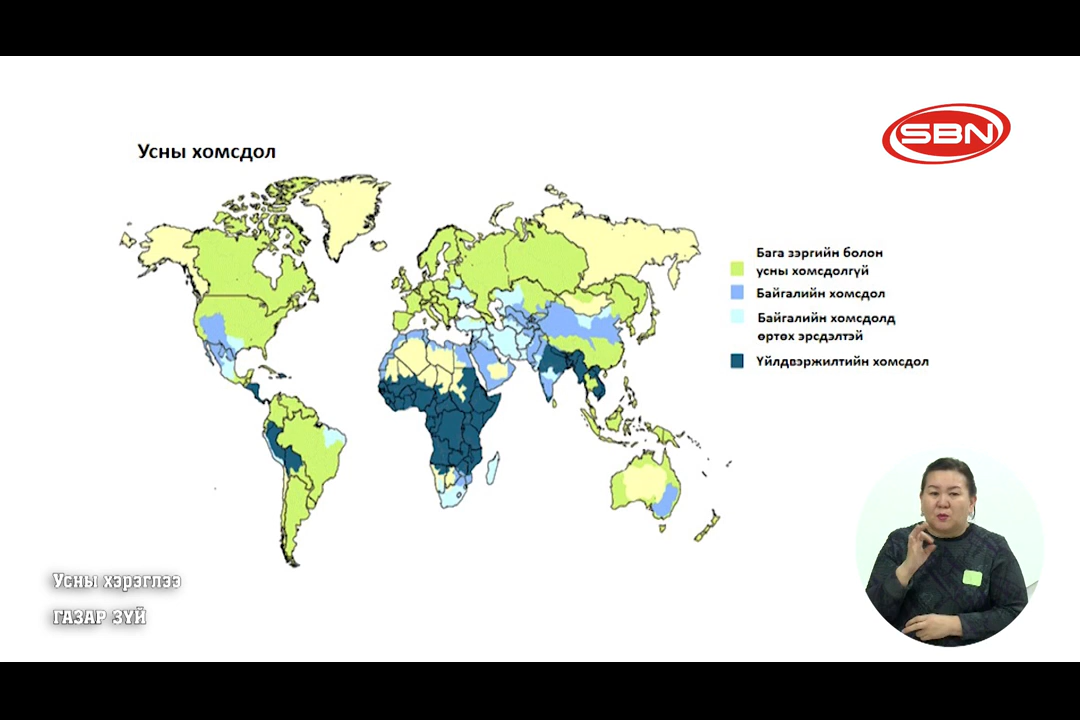 SBN
Усны хомсдол
Бага зэргийн болон
усны хомсдолгүй
Байгалийн хомсдол
Байгалийн хомсдолд
өртөх эрсдэлтэй
Үйлдвэржилтийн хомсдол
Усны хэрэглээ
ГАЗАР ЗҮЙ